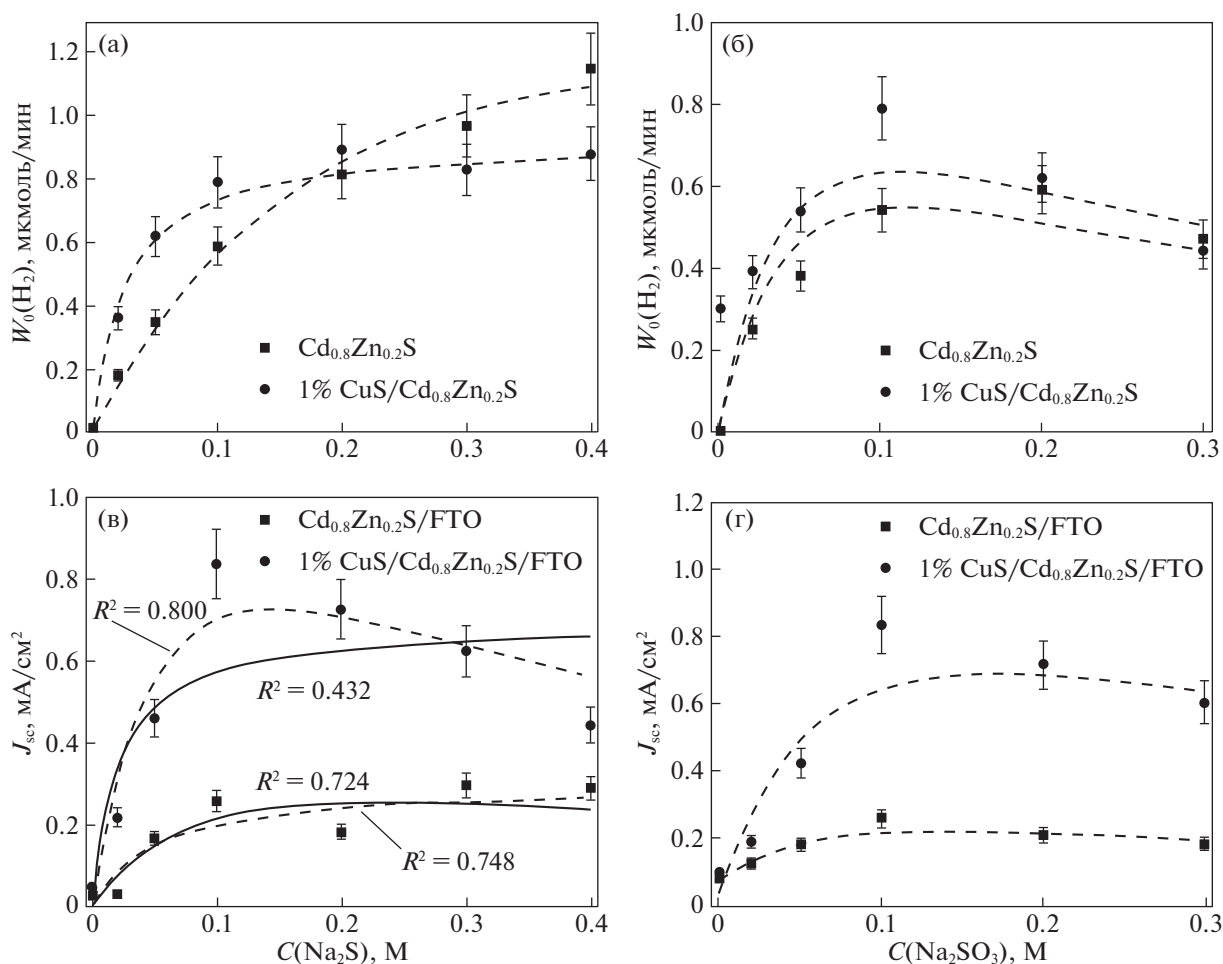 (а)
1.2
1.0
0.8
0.6
0.4
0.2
0
W₀(H₂), мкмоль/мин
Cd₀.₈Zn₀.₂S
1% CuS/Cd₀.₈Zn₀.₂S
0 0.1 0.2 0.3 0.4
(б)
1.0
0.8
0.6
0.4
0.2
0
W₀(H₂), мкмоль/мин
Cd₀.₈Zn₀.₂S
1% CuS/Cd₀.₈Zn₀.₂S
0 0.1 0.2 0.3
(в)
1.0
0.8
0.6
0.4
0.2
0
J_sc, мА/см²
Cd₀.₈Zn₀.₂S/FTO
1% CuS/Cd₀.₈Zn₀.₂S/FTO
R² = 0.800
R² = 0.432
R² = 0.724
R² = 0.748
0 0.1 0.2 0.3 0.4
C(Na₂S), М
(г)
1.2
1.0
0.8
0.6
0.4
0.2
0
J_sc, мА/см²
Cd₀.₈Zn₀.₂S/FTO
1% CuS/Cd₀.₈Zn₀.₂S/FTO
0 0.1 0.2 0.3
C(Na₂SO₃), М